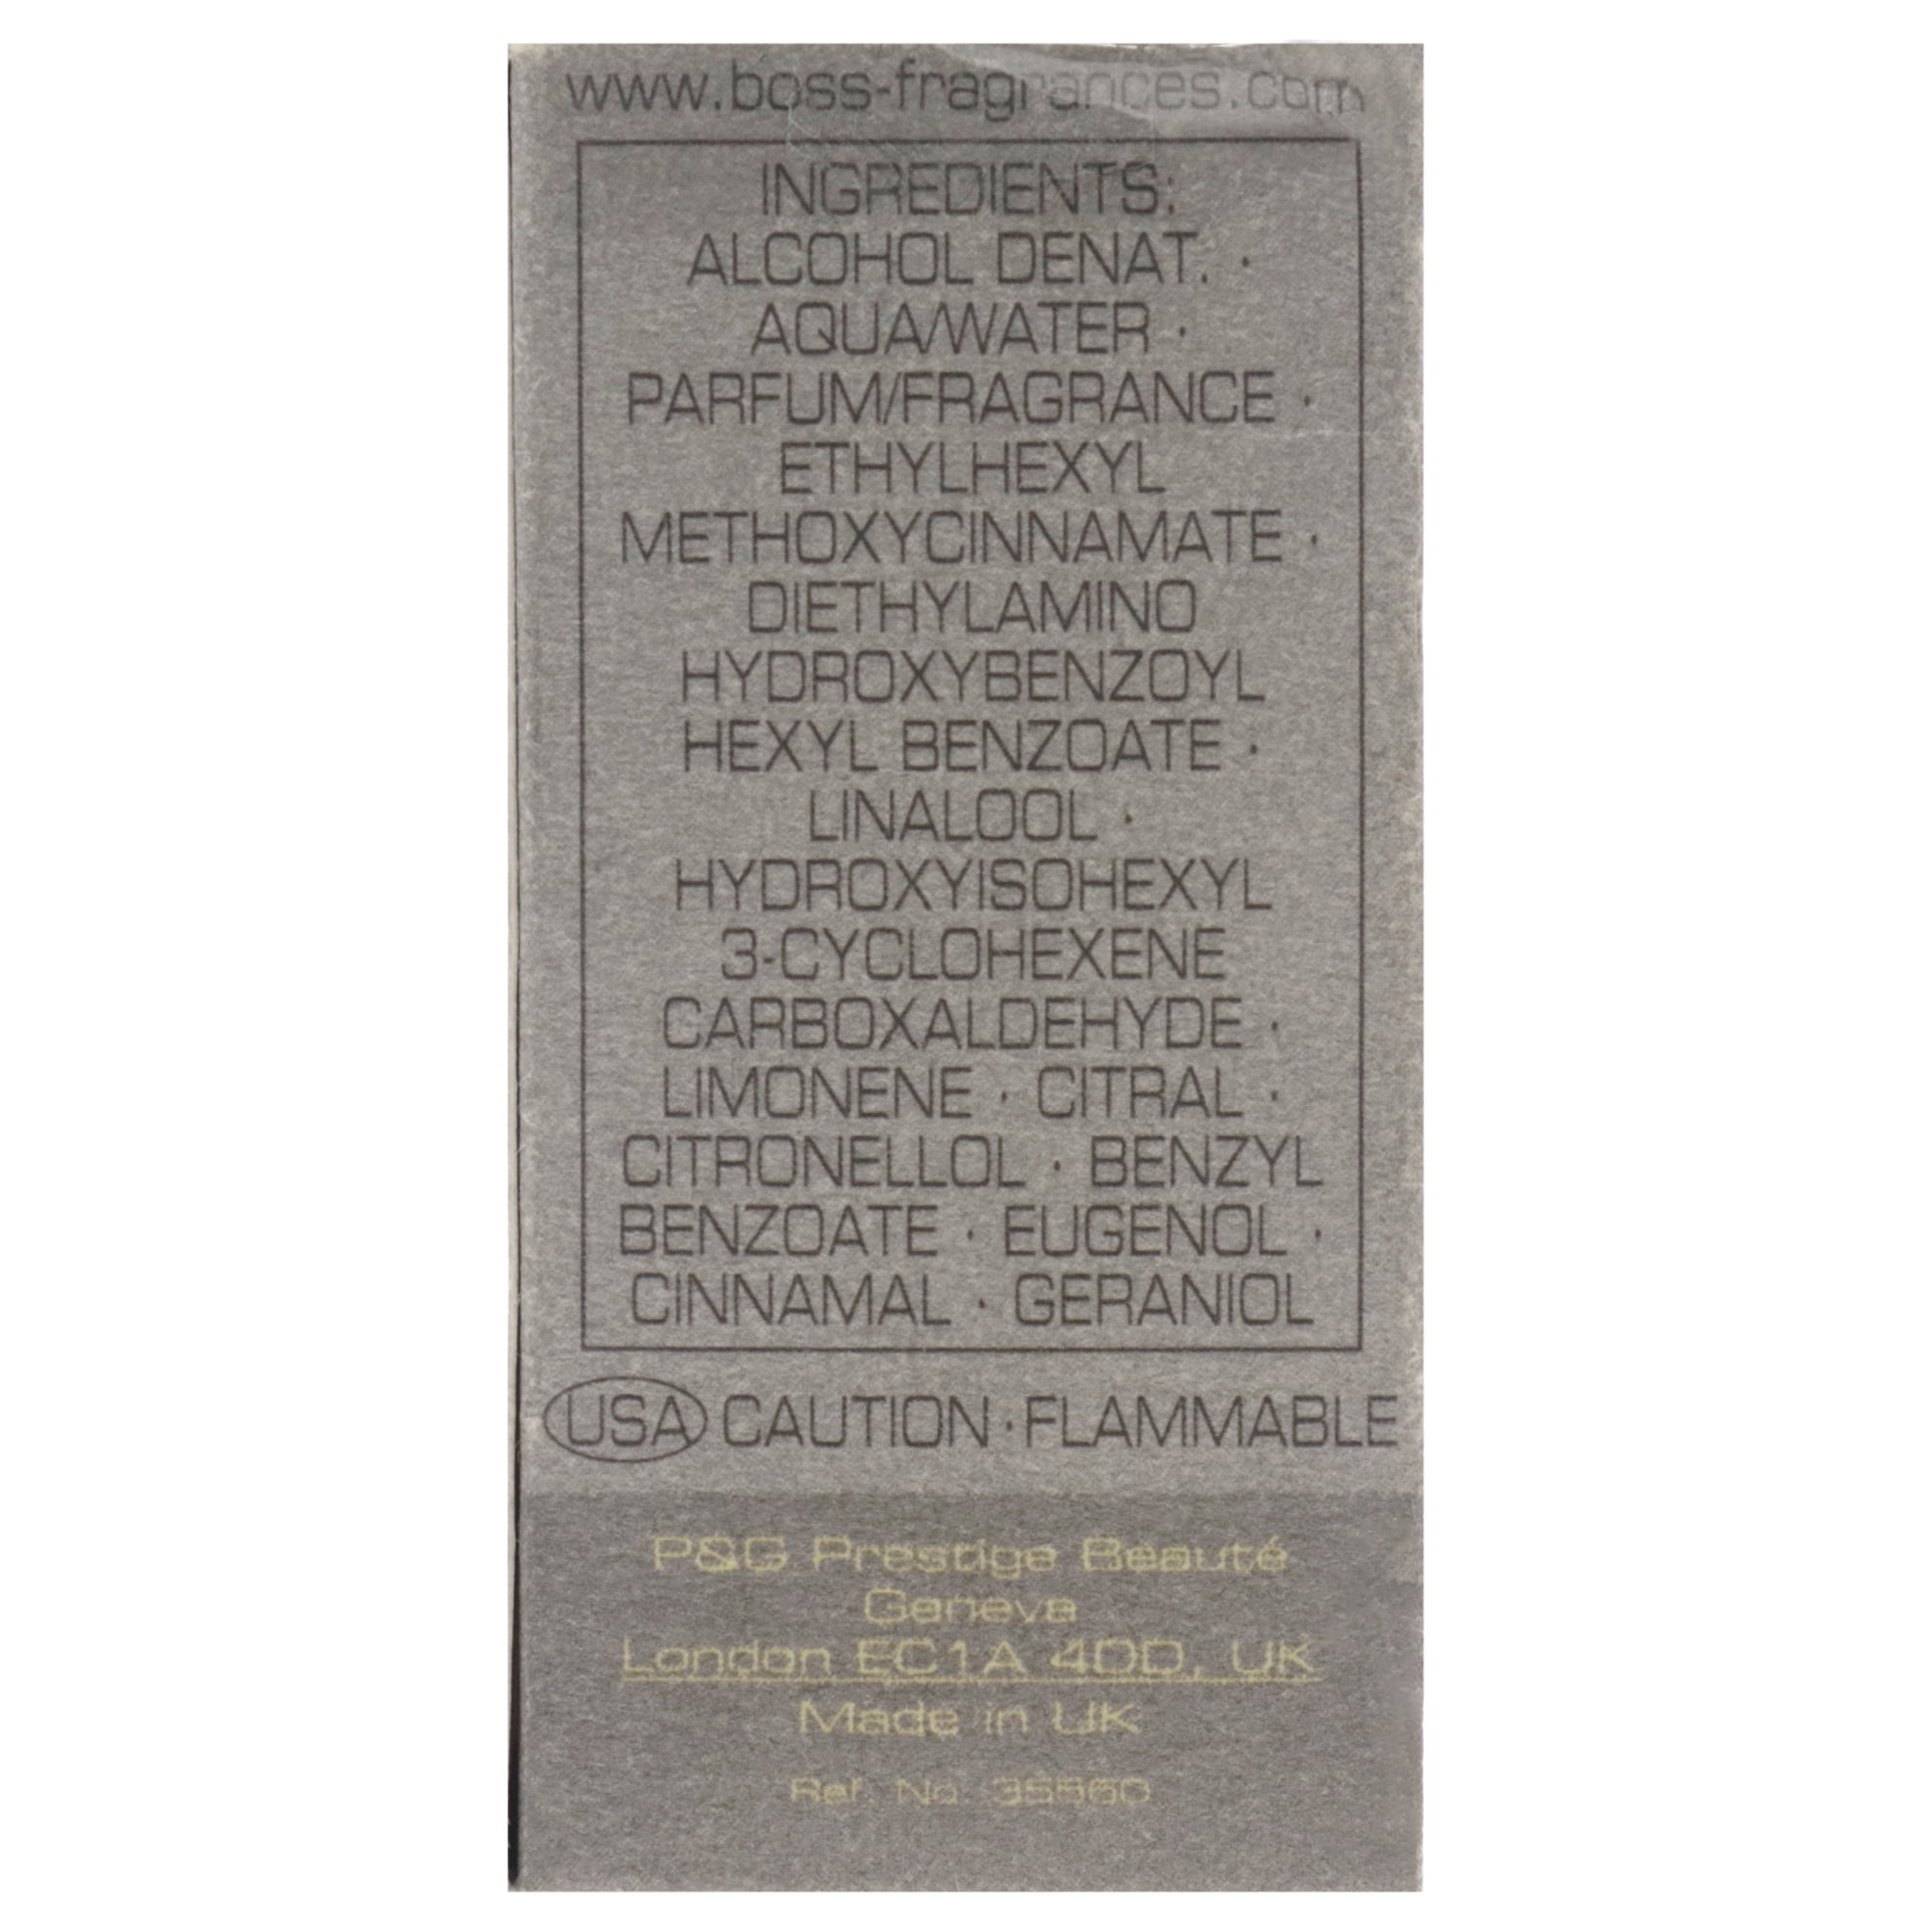 www.boss-fragrances.com
INGREDIENTS:
ALCOHOL DENAT. ·
AQUA/WATER ·
PARFUM/FRAGRANCE ·
ETHYLHEXYL
METHOXYCINNAMATE ·
DIETHYLAMINO
HYDROXYBENZOYL
HEXYL BENZOATE ·
LINALOOL ·
HYDROXYISOHEXYL
3-CYCLOHEXENE
CARBOXALDEHYDE ·
LIMONENE · CITRAL ·
CITRONELLOL · BENZYL
BENZOATE · EUGENOL ·
CINNAMAL · GERANIOL
USA CAUTION · FLAMMABLE
P&G Prestige Beauté
Geneva
London EC1A 4DD, UK
Made in UK
Ref. No. 35560